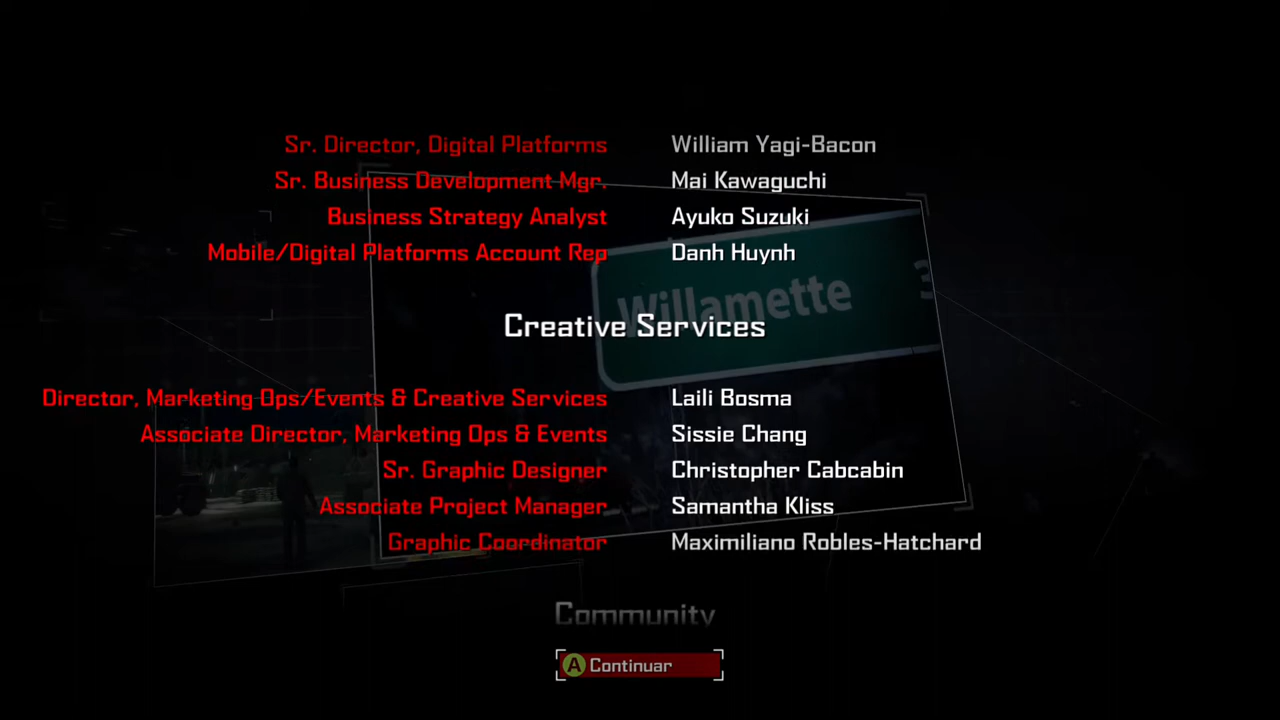 Sr. Director, Digital Platforms William Yagi-Bacon
Sr. Business Development Mgr. Mai Kawaguchi
Business Strategy Analyst Ayuko Suzuki
Mobile/Digital Platforms Account Rep Danh Huynh
Willamette 3
Creative Services
Director, Marketing Ops/Events & Creative Services Laili Bosma
Associate Director, Marketing Ops & Events Sissie Chang
Sr. Graphic Designer Christopher Cabcabin
Associate Project Manager Samantha Kliss
Graphic Coordinator Maximiliano Robles-Hatchard
Community
A Continuar